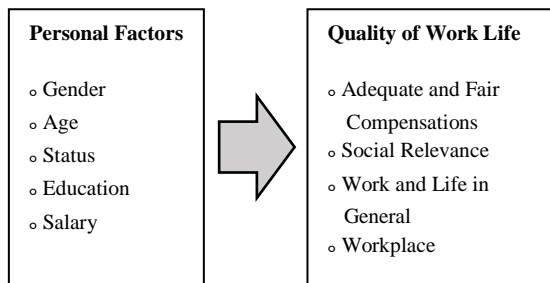 Personal Factors
o Gender
o Age
o Status
o Education
o Salary
Quality of Work Life
o Adequate and Fair
Compensations
o Social Relevance
o Work and Life in
General
o Workplace